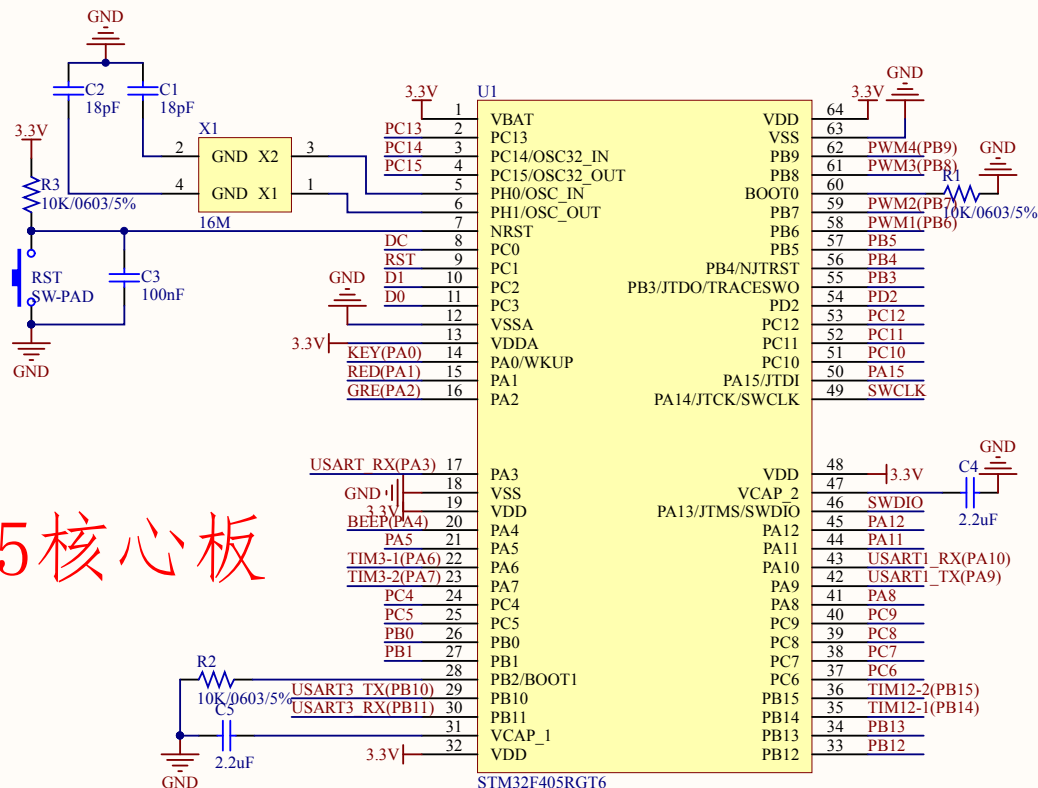 GND
C2
18pF
C1
18pF
3.3V
R3
10K/0603/5%
X1
2
GND X2
3
4
GND X1
1
16M
RST
SW-PAD
C3
100nF
GND
U1
3.3V
1 VBAT
PC13 2 PC13
PC14 3 PC14/OSC32_IN
PC15 4 PC15/OSC32_OUT
5 PH0/OSC_IN
6 PH1/OSC_OUT
7 NRST
DC 8 PC0
RST 9 PC1
D1 10 PC2
D0 11 PC3
GND
12 VSSA
3.3V 13 VDDA
KEY(PA0) 14 PA0/WKUP
RED(PA1) 15 PA1
GRE(PA2) 16 PA2
USART_RX(PA3) 17 PA3
GND 18 VSS
3.3V 19 VDD
BEEP(PA4) 20 PA4
PA5 21 PA5
TIM3-1(PA6) 22 PA6
TIM3-2(PA7) 23 PA7
PC4 24 PC4
PC5 25 PC5
PB0 26 PB0
PB1 27 PB1
28 PB2/BOOT1
USART3_TX(PB10) 29 PB10
USART3_RX(PB11) 30 PB11
31 VCAP_1
3.3V 32 VDD
R2
10K/0603/5%
C5
2.2uF
GND
5核心板
GND
3.3V
VDD 64
VSS 63
PB9 62 PWM4(PB9)
PB8 61 PWM3(PB8)
BOOT0 60
PB7 59 PWM2(PB7)
PB6 58 PWM1(PB6)
PB5 57 PB5
PB4/NJTRST 56 PB4
PB3/JTDO/TRACESWO 55 PB3
PD2 54 PD2
PC12 53 PC12
PC11 52 PC11
PC10 51 PC10
PA15/JTDI 50 PA15
PA14/JTCK/SWCLK 49 SWCLK
GND
R1
10K/0603/5%
VDD 48 3.3V
VCAP_2 47
PA13/JTMS/SWDIO 46 SWDIO
PA12 45 PA12
PA11 44 PA11
PA10 43 USART1_RX(PA10)
PA9 42 USART1_TX(PA9)
PA8 41 PA8
PC9 40 PC9
PC8 39 PC8
PC7 38 PC7
PC6 37 PC6
PB15 36 TIM12-2(PB15)
PB14 35 TIM12-1(PB14)
PB13 34 PB13
PB12 33 PB12
GND
C4
2.2uF
STM32F405RGT6